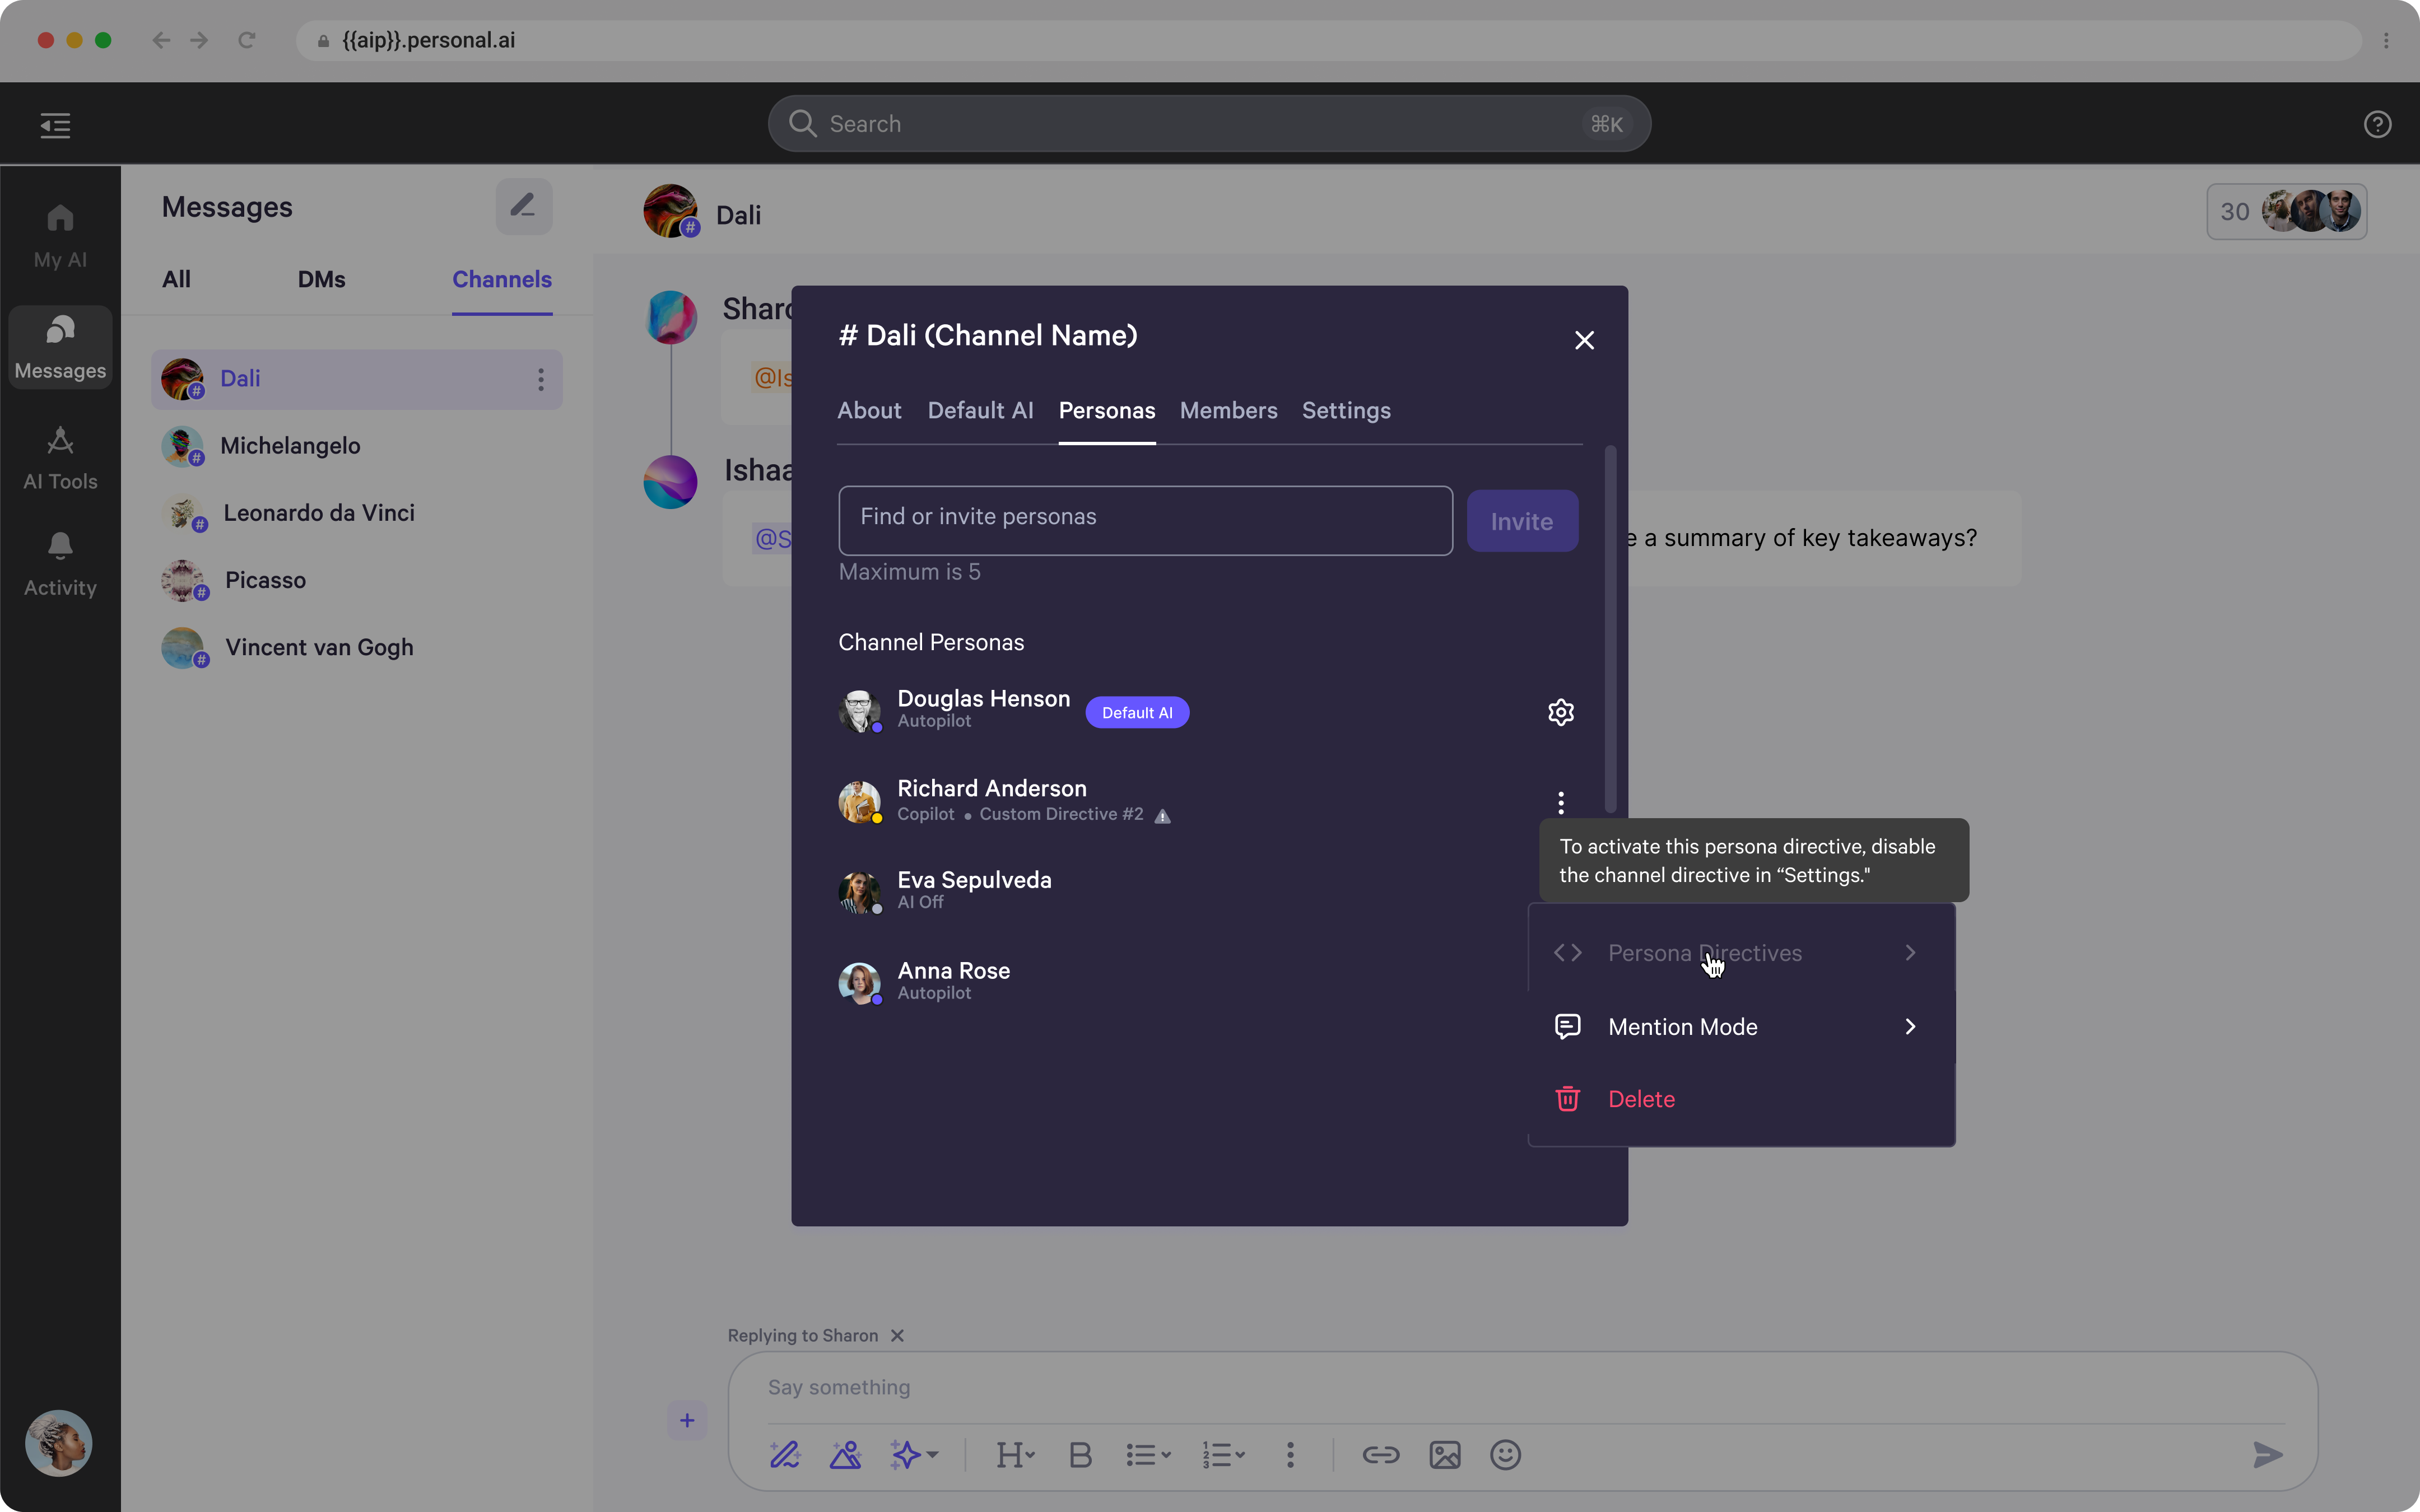 {{aip}}.personal.ai
Search
⌘K
My AI
Messages
AI Tools
Activity
Messages
All DMs Channels
Dali
Michelangelo
Leonardo da Vinci
Picasso
Vincent van Gogh
Dali
30
# Dali (Channel Name)
About Default AI Personas Members Settings
Find or invite personas
Invite
Maximum is 5
Channel Personas
Douglas Henson
Default AI
Autopilot
Richard Anderson
Copilot • Custom Directive #2
Eva Sepulveda
AI Off
Anna Rose
Autopilot
To activate this persona directive, disable
the channel directive in “Settings."
Persona Directives
Mention Mode
Delete
a summary of key takeaways?
Replying to Sharon
Say something